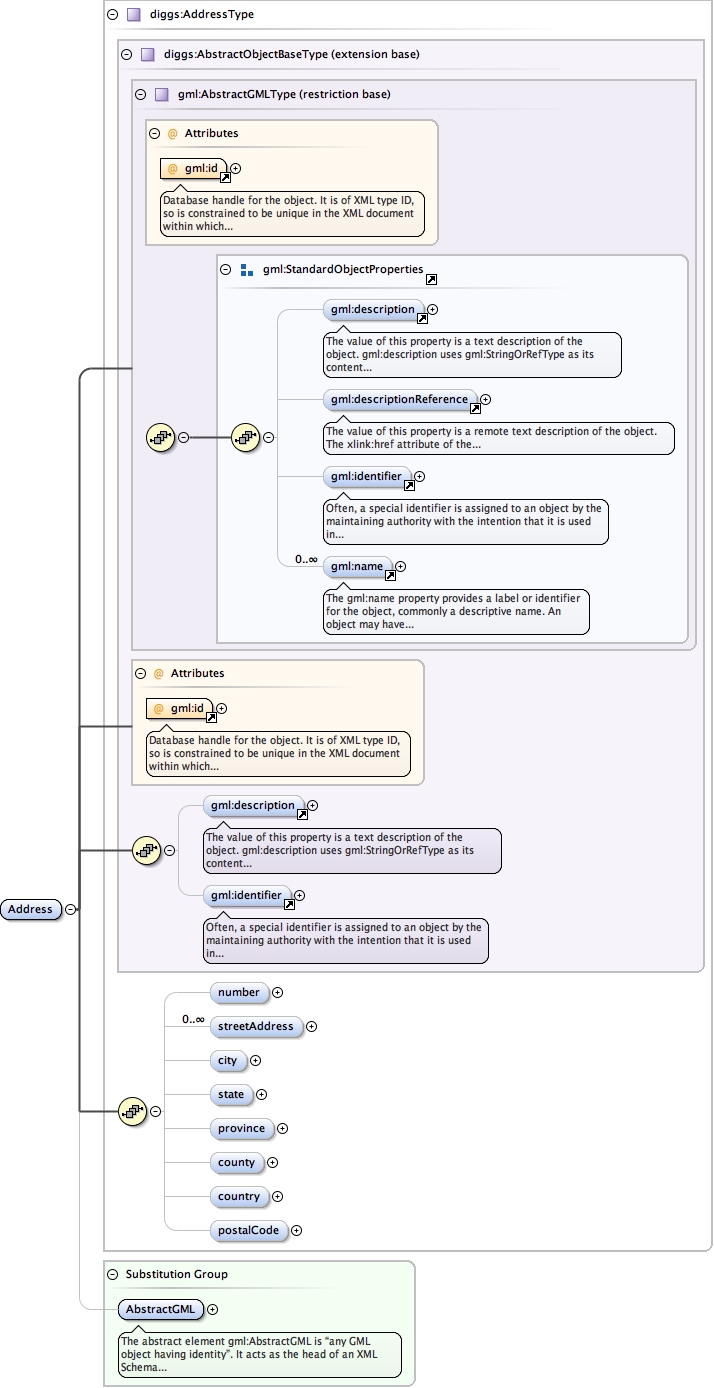 diggs:AddressType
diggs:AbstractObjectBaseType (extension base)
gml:AbstractGMLType (restriction base)
@ Attributes
@ gml:id
Database handle for the object. It is of XML type ID,
so is constrained to be unique in the XML document
within which...
gml:StandardObjectProperties
gml:description
The value of this property is a text description of the
object. gml:description uses gml:StringOrRefType as its
content...
gml:descriptionReference
The value of this property is a remote text description of the object.
The xlink:href attribute of the...
gml:identifier
Often, a special identifier is assigned to an object by the
maintaining authority with the intention that it is used
in...
0..∞
gml:name
The gml:name property provides a label or identifier
for the object, commonly a descriptive name. An
object may have...
@ Attributes
@ gml:id
Database handle for the object. It is of XML type ID,
so is constrained to be unique in the XML document
within which...
gml:description
The value of this property is a text description of the
object. gml:description uses gml:StringOrRefType as its
content...
gml:identifier
Often, a special identifier is assigned to an object by the
maintaining authority with the intention that it is used
in...
Address
number
0..∞
streetAddress
city
state
province
county
country
postalCode
Substitution Group
AbstractGML
The abstract element gml:AbstractGML is "any GML
object having identity". It acts as the head of an XML
Schema...